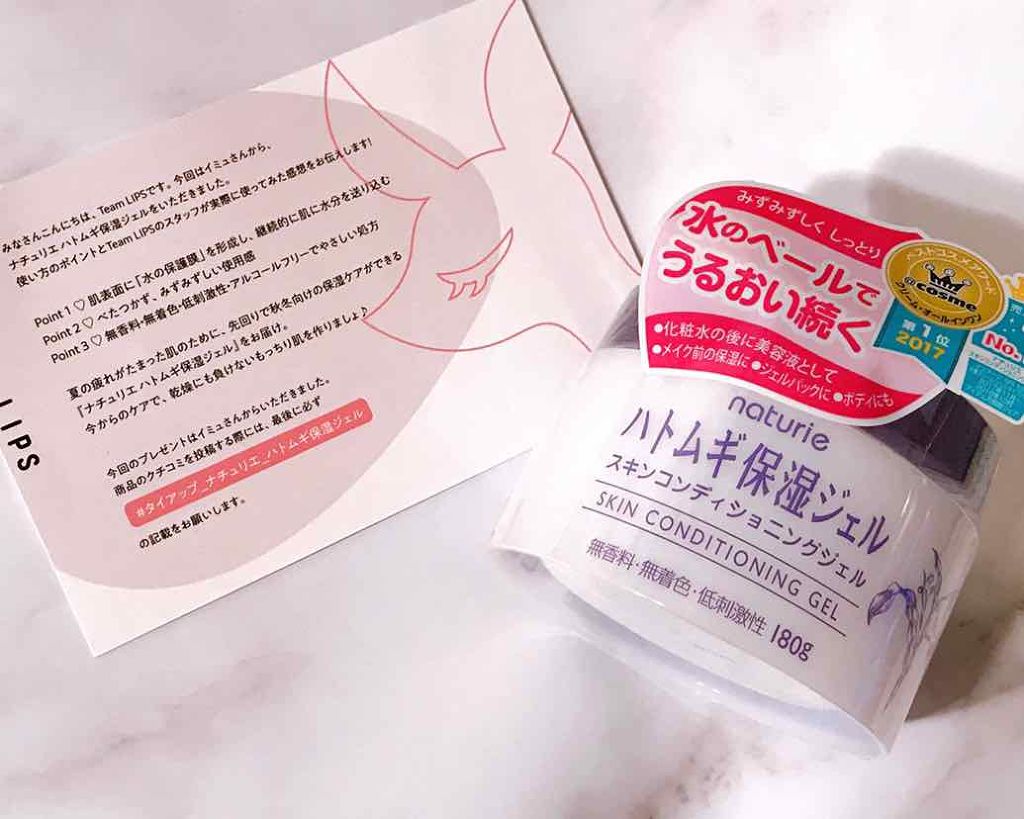 みなさんこんにちは、Team LIPSです。今回はイミュさんから、
ナチュリエ ハトムギ保湿ジェルをいただきました。
使い方のポイントとTeam LIPSのスタッフが実際に使ってみた感想をお伝えします!
Point 1♡ 肌表面に「水の保護膜」を形成し、継続的に肌に水分を送り込む
Point 2♡ べたつかず、みずみずしい使用感
Point 3♡ 無香料・無着色・低刺激性・アルコールフリーでやさしい処方
夏の疲れがたまった肌のために、先回りで秋冬向けの保湿ケアができる
『ナチュリエ ハトムギ保湿ジェル』をお届け。
今からのケアで、乾燥にも負けないもっちり肌を作りましょ♪
今回のプレゼントはイミュさんからいただきました。
商品のクチコミを投稿する際には、最後に必ず
#タイアップ_ナチュリエ_ハトムギ保湿ジェル
の記載をお願いします。
LIPS
みずみずしく しっとり
水のベールで
うるおい続く
●化粧水の後に美容液として
●メイク前の保湿に ●ジェルパックに ●ボディにも
ベストコスメアワード
@cosme
クリーム・オールインワン
第1位
2017
No.
naturie
ハトムギ保湿ジェル
スキンコンディショニングジェル
SKIN CONDITIONING GEL
無香料・無着色・低刺激性 180g